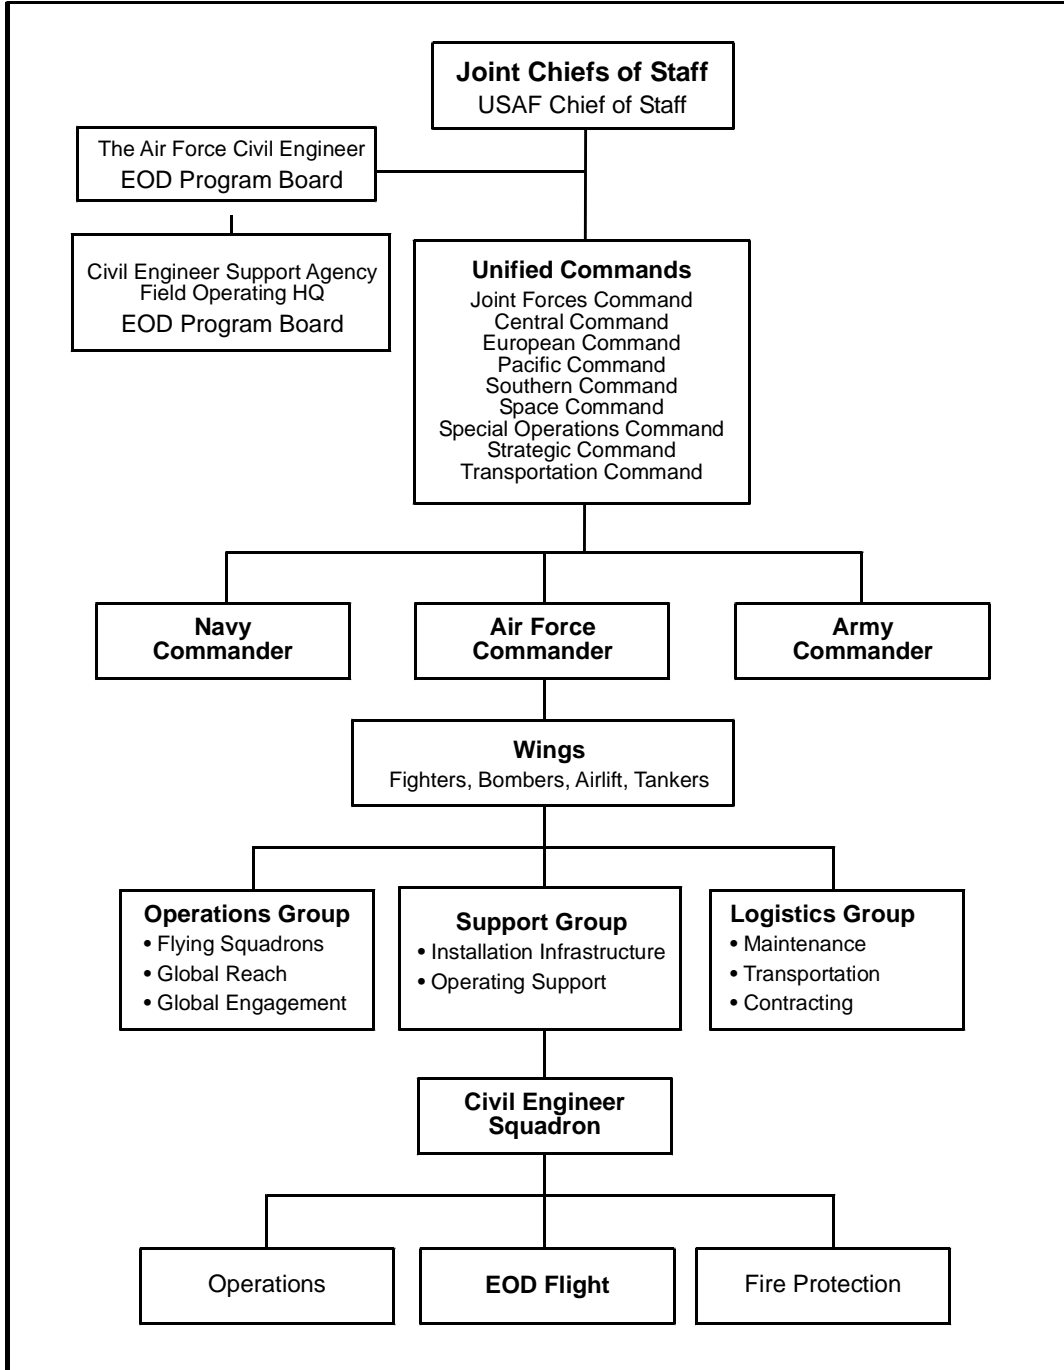 Joint Chiefs of Staff
USAF Chief of Staff
The Air Force Civil Engineer
EOD Program Board
Civil Engineer Support Agency
Field Operating HQ
EOD Program Board
Unified Commands
Joint Forces Command
Central Command
European Command
Pacific Command
Southern Command
Space Command
Special Operations Command
Strategic Command
Transportation Command
Navy
Commander
Air Force
Commander
Army
Commander
Wings
Fighters, Bombers, Airlift, Tankers
Operations Group
• Flying Squadrons
• Global Reach
• Global Engagement
Support Group
• Installation Infrastructure
• Operating Support
Logistics Group
• Maintenance
• Transportation
• Contracting
Civil Engineer
Squadron
Operations
EOD Flight
Fire Protection